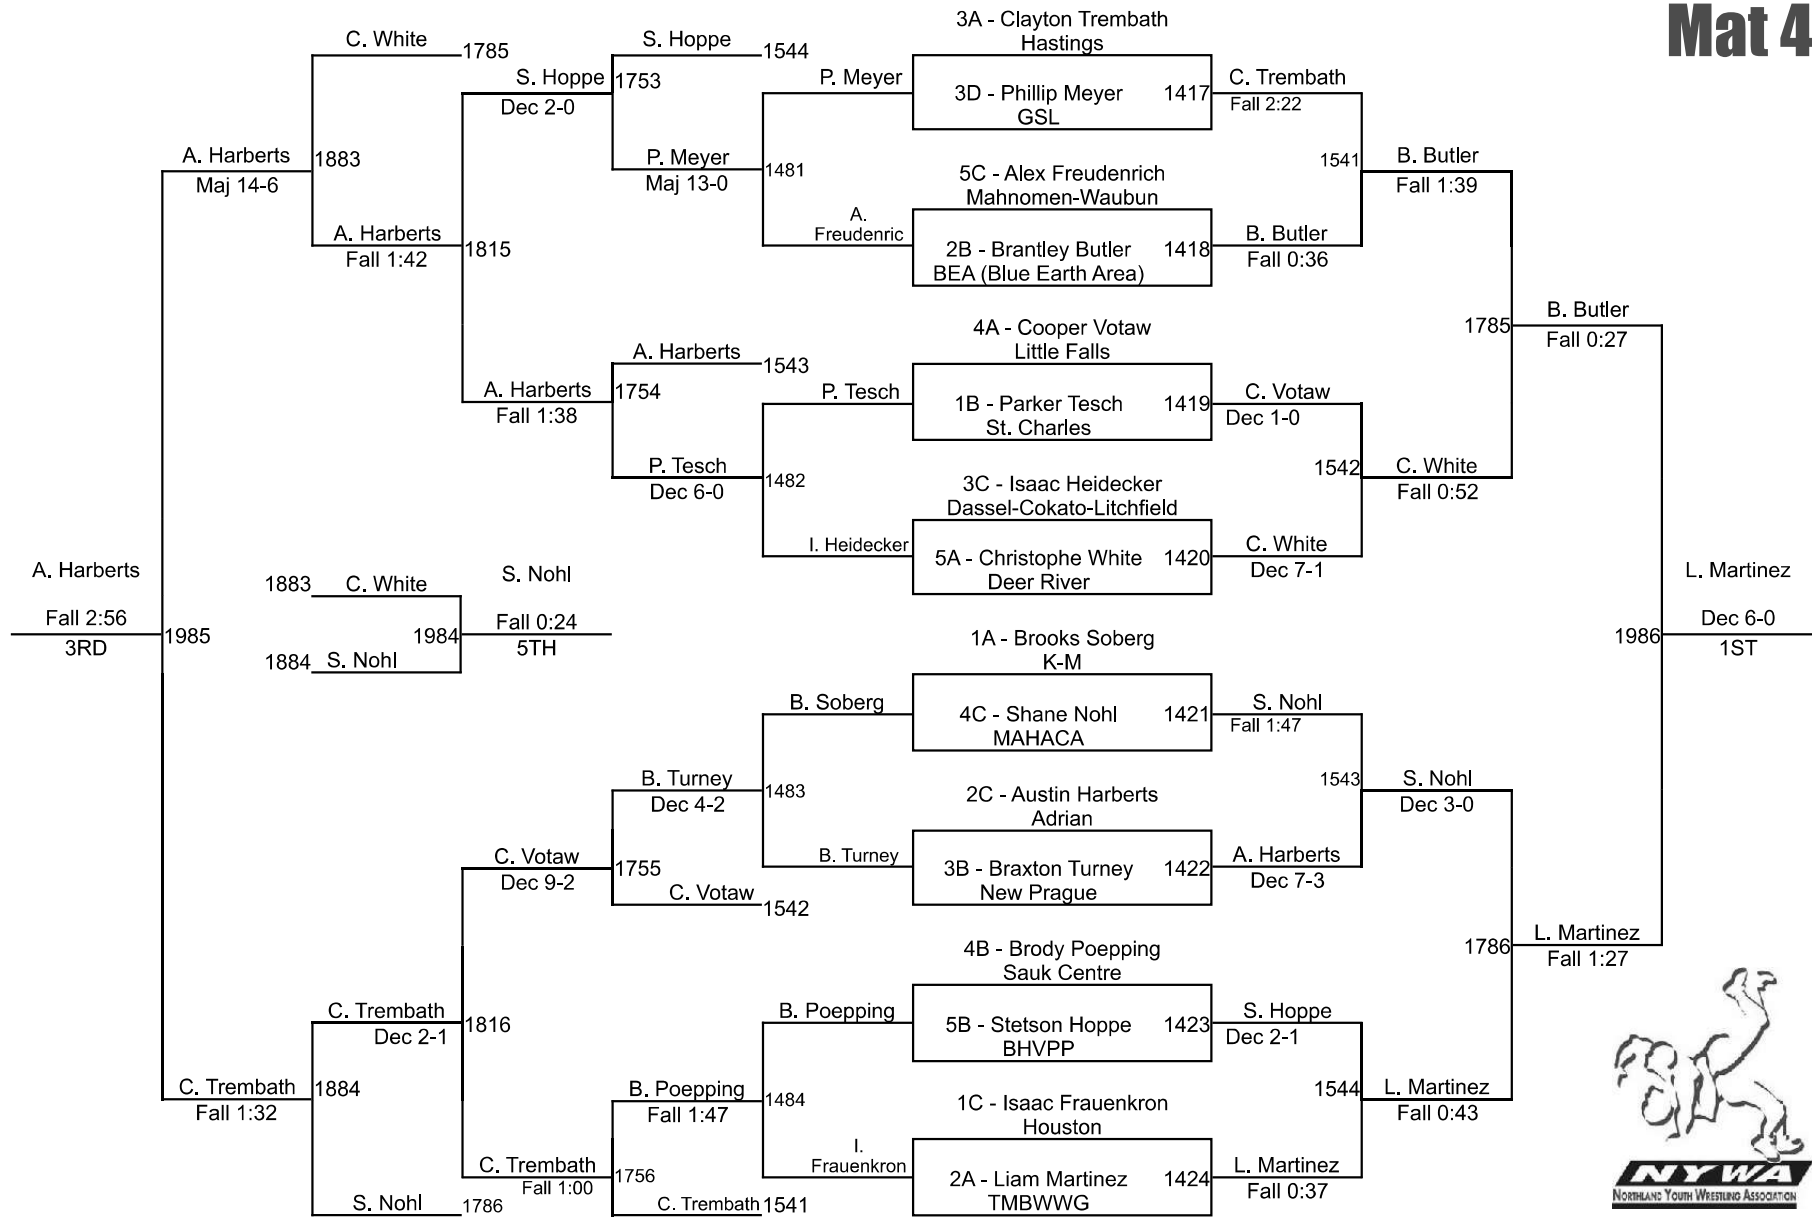 Mat 4
C. White
1785
S. Hoppe
1544
S. Hoppe
1753
Dec 2-0
P. Meyer
Maj 13-0
A. Harberts
1883
Maj 14-6
A. Harberts
Fall 1:42
1815
A. Harberts
1543
A. Harberts
1754
Fall 1:38
P. Tesch
Dec 6-0
P. Meyer
1481
A.
Freudenric
P. Tesch
1482
I. Heidecker
3A - Clayton Trembath
Hastings
3D - Phillip Meyer
1417
GSL
5C - Alex Freudenrich
Mahnomen-Waubun
2B - Brantley Butler
1418
BEA (Blue Earth Area)
4A - Cooper Votaw
Little Falls
1B - Parker Tesch
1419
St. Charles
3C - Isaac Heidecker
Dassel-Cokato-Litchfield
5A - Christophe White
1420
Deer River
C. Trembath
Fall 2:22
1541
B. Butler
Fall 0:36
B. Butler
Fall 1:39
C. Votaw
Dec 1-0
1542
C. White
Dec 7-1
C. White
Fall 0:52
1785
B. Butler
Fall 0:27
A. Harberts
Fall 2:56
3RD
1985
1883
C. White
1884
S. Nohl
1984
S. Nohl
Fall 0:24
5TH
1986
L. Martinez
Dec 6-0
1ST
B. Soberg
1483
B. Turney
B. Turney
Dec 4-2
C. Votaw
Dec 9-2
1755
C. Votaw
1542
C. Trembath
Dec 2-1
1816
C. Trembath
Fall 1:32
1884
B. Poepping
Fall 1:47
B. Poepping
1484
I.
Frauenkron
C. Trembath
Fall 1:00
1756
C. Trembath
1541
S. Nohl
1786
1A - Brooks Soberg
K-M
4C - Shane Nohl
1421
MAHACA
2C - Austin Harberts
Adrian
3B - Braxton Turney
1422
New Prague
4B - Brody Poepping
Sauk Centre
5B - Stetson Hoppe
1423
BHVPP
1C - Isaac Frauenkron
Houston
2A - Liam Martinez
1424
TMBWWG
S. Nohl
Fall 1:47
1543
A. Harberts
Dec 7-3
S. Nohl
Dec 3-0
S. Hoppe
Dec 2-1
1544
L. Martinez
Fall 0:37
L. Martinez
Fall 0:43
1786
L. Martinez
Fall 1:27
NYWA
NORTHLAND YOUTH WRESTLING ASSOCIATION